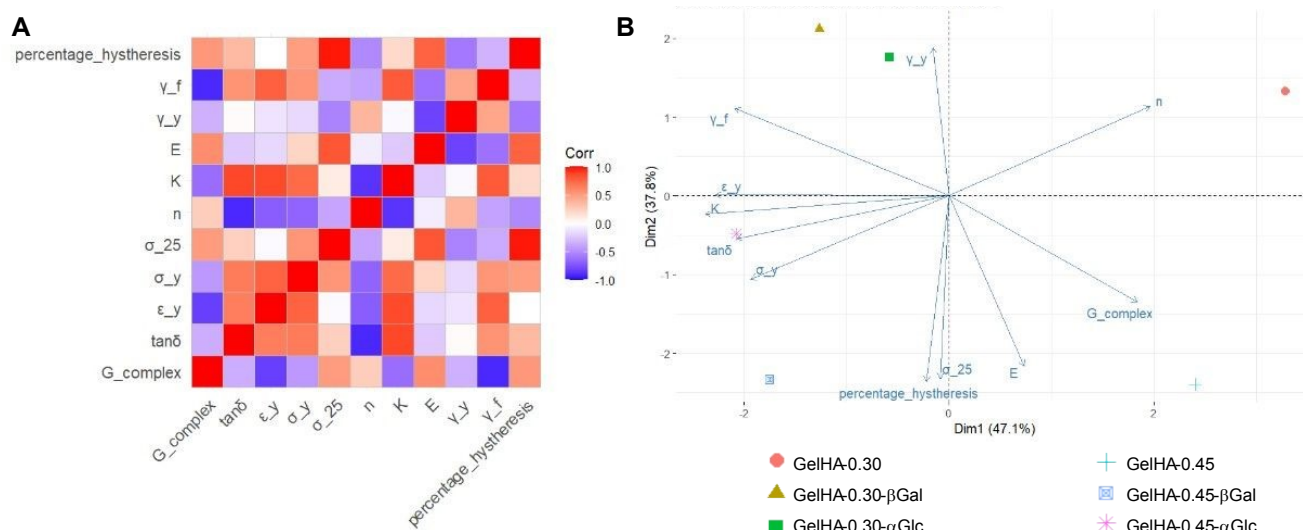 A
percentage_hystheresis
γ_f
γ_y
E
K
n
σ_25
σ_y
ε_y
tanδ
G_complex
G_complex
tanδ
ε_y
σ_y
σ_25
n
K
E
γ_y
γ_f
percentage_hystheresis
Corr
1.0
0.5
0.0
-0.5
-1.0
B
Dim2 (37.8%)
2
1
0
-1
-2
γ_y
n
γ_f
ε_y
K
tanδ
σ_y
G_complex
σ_25
E
percentage_hystheresis
-2
0
2
Dim1 (47.1%)
GelHA-0.30
GelHA-0.45
GelHA-0.30-βGal
GelHA-0.45-βGal
GelHA-0.30-αGlc
GelHA-0.45-αGlc